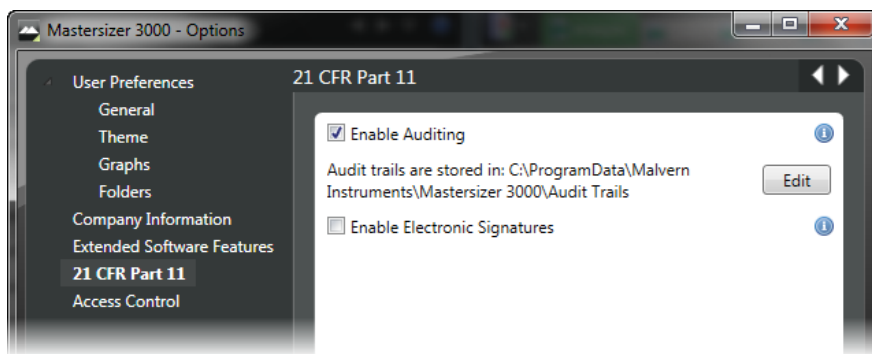 Mastersizer 3000 - Options
User Preferences
General
Theme
Graphs
Folders
Company Information
Extended Software Features
21 CFR Part 11
Access Control
21 CFR Part 11
Enable Auditing
Audit trails are stored in: C:\ProgramData\Malvern
Instruments\Mastersizer 3000\Audit Trails
Edit
Enable Electronic Signatures